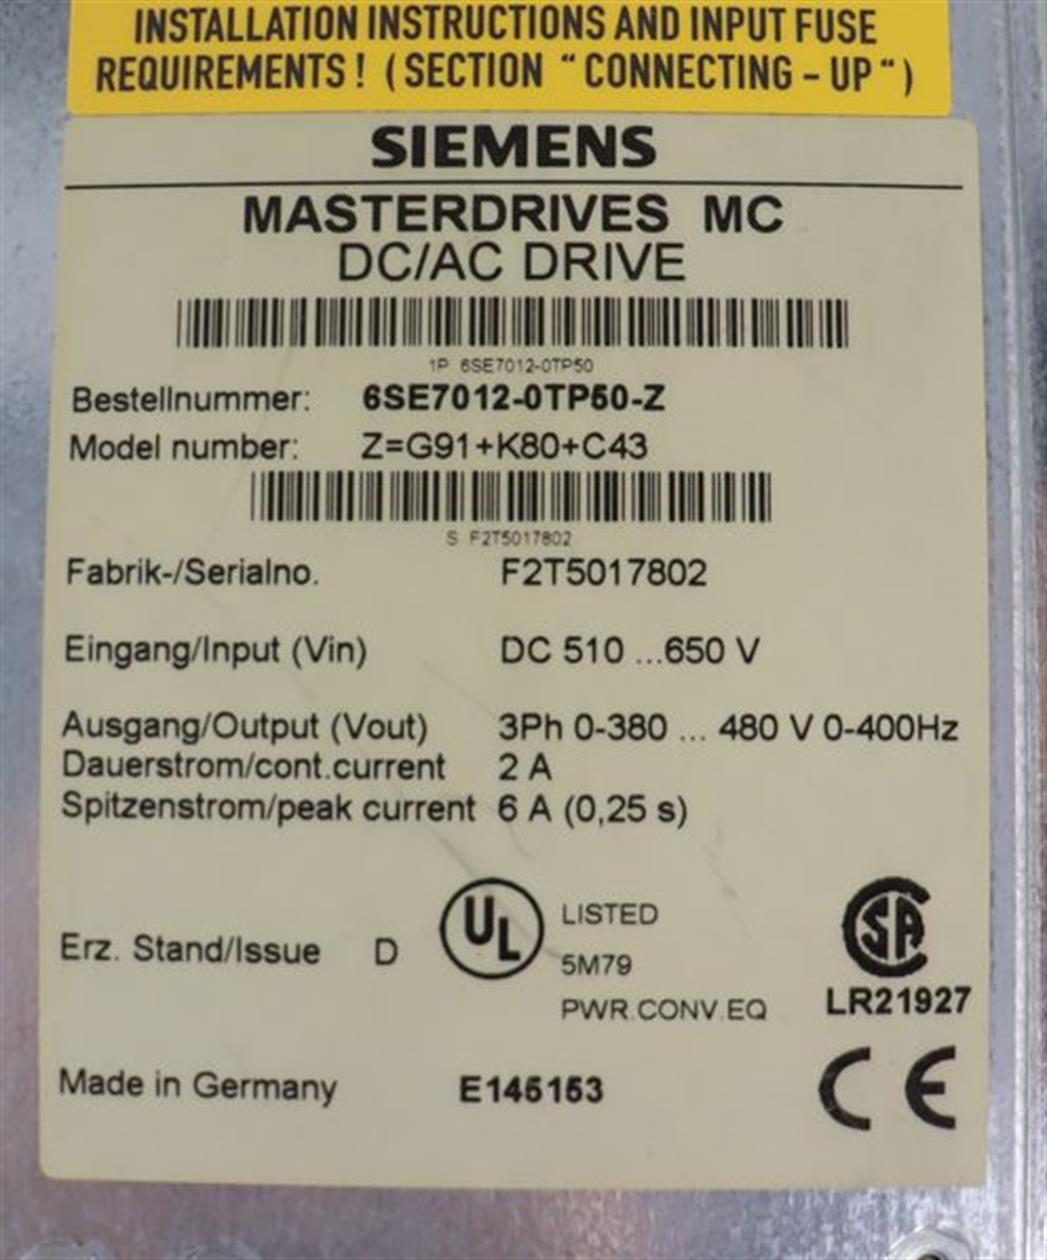 INSTALLATION INSTRUCTIONS AND INPUT FUSE
REQUIREMENTS ! ( SECTION “ CONNECTING – UP “ )
SIEMENS
MASTERDRIVES MC
DC/AC DRIVE
1P 6SE7012-0TP50
Bestellnummer: 6SE7012-0TP50-Z
Model number: Z=G91+K80+C43
S F2T5017802
Fabrik-/Serialno. F2T5017802
Eingang/Input (Vin) DC 510 ...650 V
Ausgang/Output (Vout) 3Ph 0-380 ... 480 V 0-400Hz
Dauerstrom/cont.current 2 A
Spitzenstrom/peak current 6 A (0,25 s)
Erz. Stand/Issue D
UL LISTED
5M79
PWR.CONV.EQ
SA
LR21927
Made in Germany E145153
CE